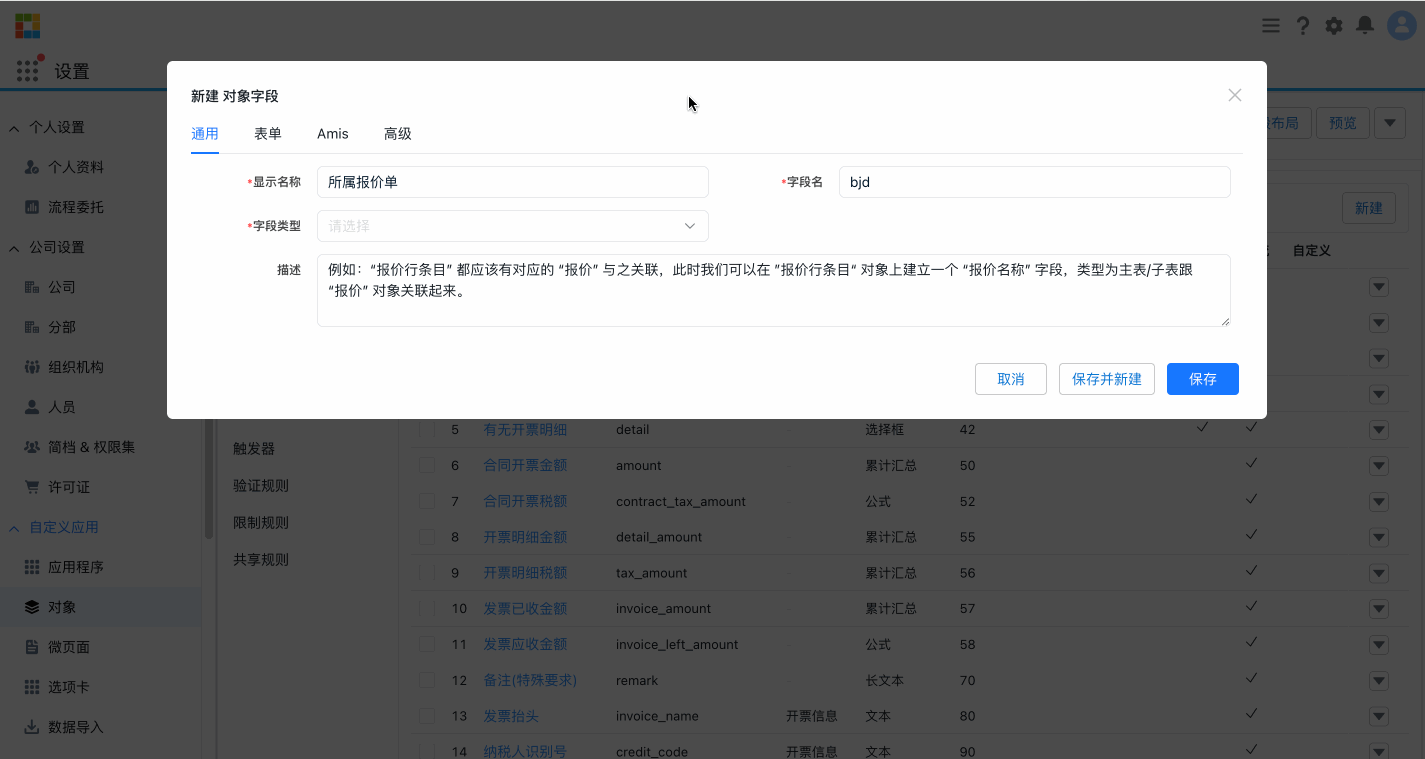 设置
新建 对象字段
通用 表单 Amis 高级
*显示名称 所属报价单 *字段名 bjd
*字段类型 请选择
描述 例如：“报价行条目” 都应该有对应的 “报价” 与之关联，此时我们可以在 ”报价行条目“ 对象上建立一个 “报价名称” 字段，类型为主表/子表跟
“报价” 对象关联起来。
取消 保存并新建 保存
个人设置
个人资料
流程委托
公司设置
公司
分部
组织机构
人员
简档 & 权限集
许可证
自定义应用
应用程序
对象
微页面
选项卡
数据导入
触发器
验证规则
限制规则
共享规则
布局 预览
新建
自定义
5 有无开票明细 detail 选择框 42
6 合同开票金额 amount 累计汇总 50
7 合同开票税额 contract_tax_amount 公式 52
8 开票明细金额 detail_amount 累计汇总 55
9 开票明细税额 tax_amount 累计汇总 56
10 发票已收金额 invoice_amount 累计汇总 57
11 发票应收金额 invoice_left_amount 公式 58
12 备注(特殊要求) remark 长文本 70
13 发票抬头 invoice_name 开票信息 文本 80
14 纳税人识别号 credit_code 开票信息 文本 90